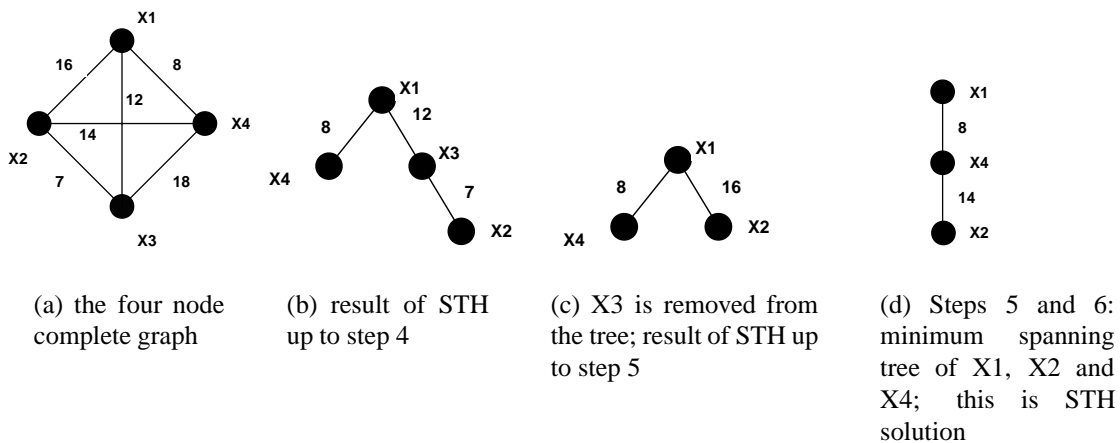 X1
16
8
12
14
X4
X2
7
18
X3
X1
8
12
X3
X4
7
X2
X1
8
16
X4
X2
X1
8
X4
14
X2
(a) the four node
complete graph
(b) result of STH
up to step 4
(c) X3 is removed from
the tree; result of STH up
to step 5
(d) Steps 5 and 6:
minimum spanning
tree of X1, X2 and
X4; this is STH
solution